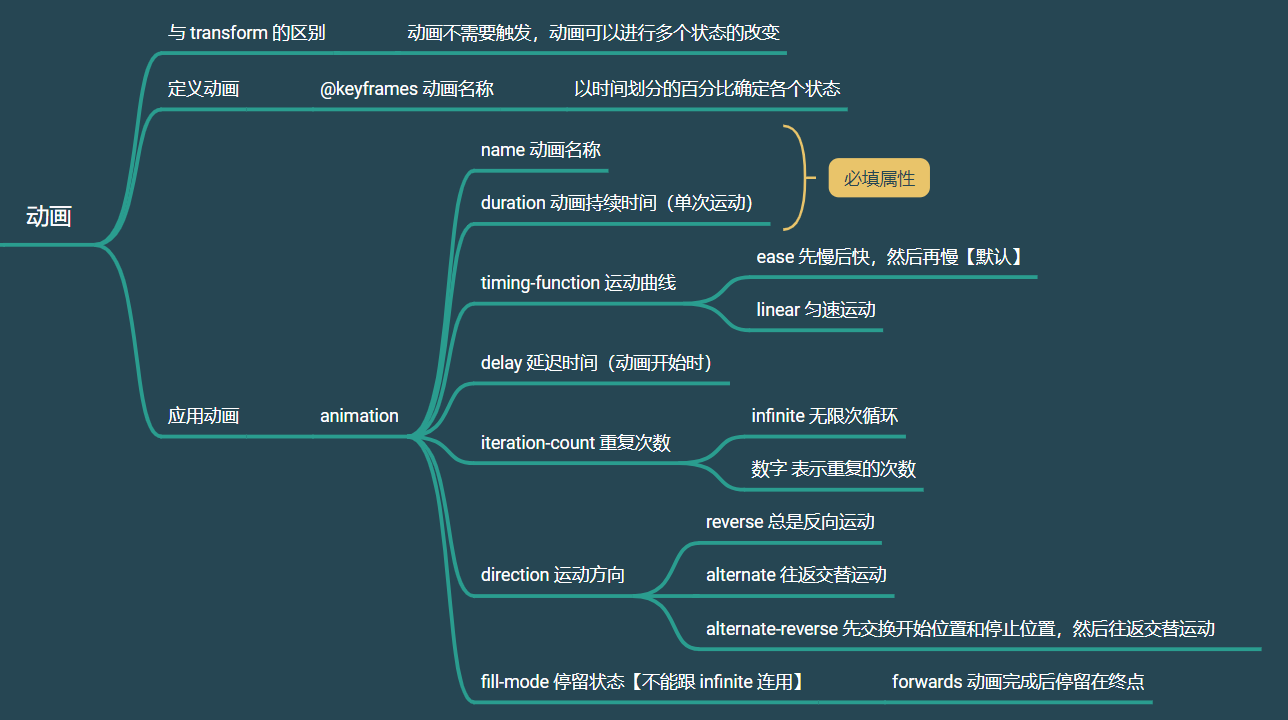 动画
与 transform 的区别
动画不需要触发，动画可以进行多个状态的改变
定义动画
@keyframes 动画名称
以时间划分的百分比确定各个状态
应用动画
animation
name 动画名称
duration 动画持续时间（单次运动）
必填属性
timing-function 运动曲线
ease 先慢后快，然后再慢【默认】
linear 匀速运动
delay 延迟时间（动画开始时）
iteration-count 重复次数
infinite 无限次循环
数字 表示重复的次数
direction 运动方向
reverse 总是反向运动
alternate 往返交替运动
alternate-reverse 先交换开始位置和停止位置，然后往返交替运动
fill-mode 停留状态【不能跟 infinite 连用】
forwards 动画完成后停留在终点